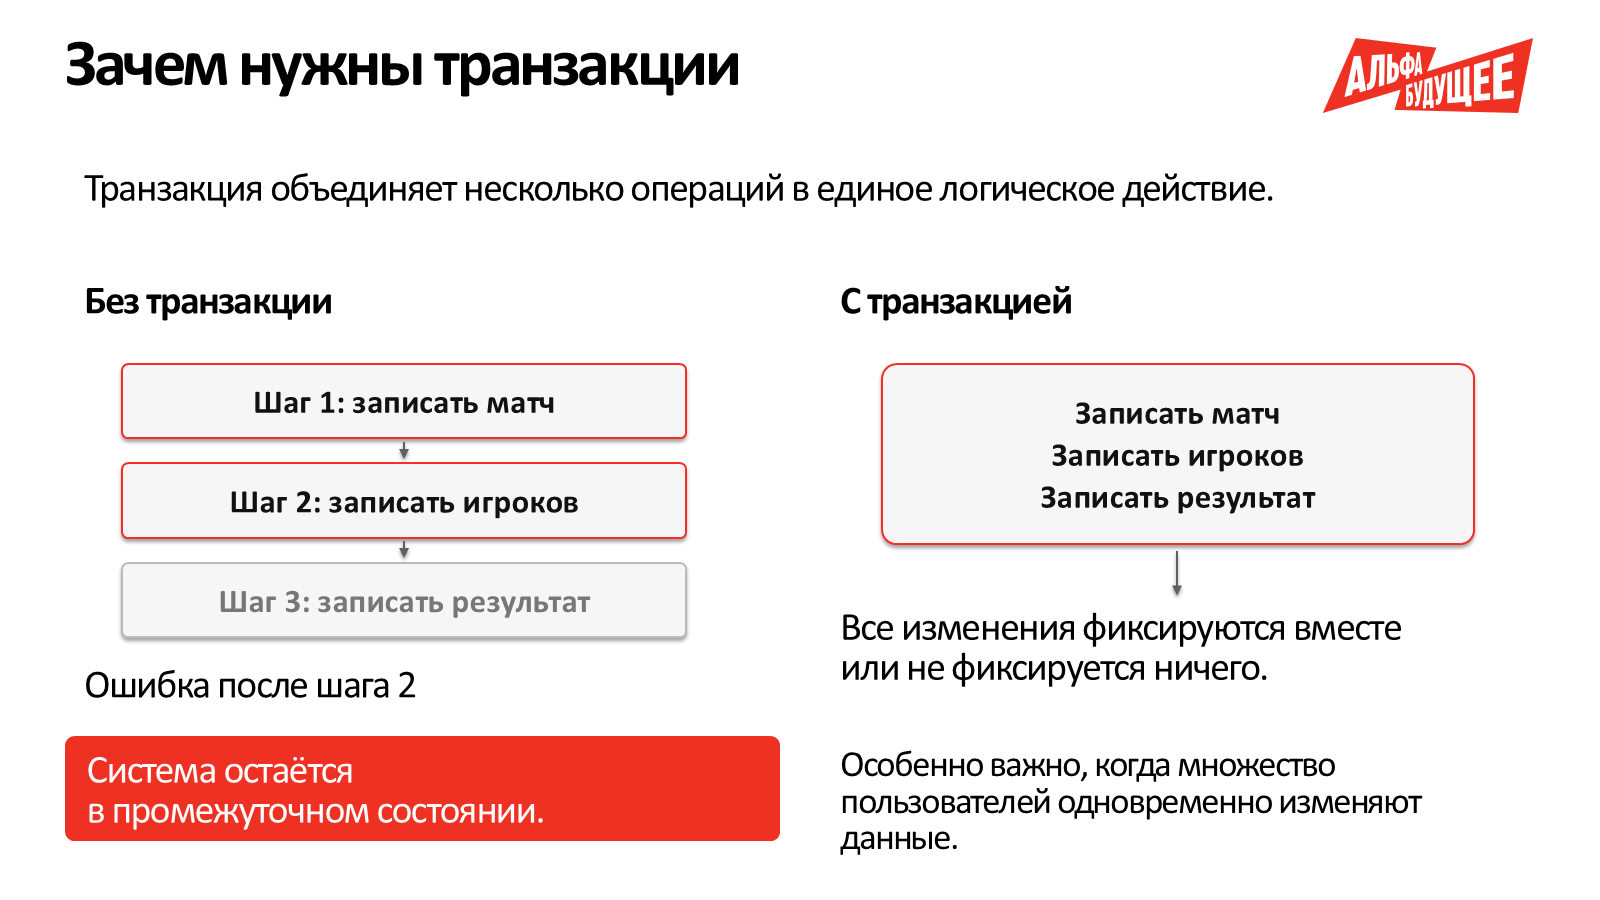 Зачем нужны транзакции
АЛЬФА
БУДУЩЕЕ
Транзакция объединяет несколько операций в единое логическое действие.
Без транзакции
Шаг 1: записать матч
Шаг 2: записать игроков
Шаг 3: записать результат
Ошибка после шага 2
Система остаётся
в промежуточном состоянии.
С транзакцией
Записать матч
Записать игроков
Записать результат
Все изменения фиксируются вместе
или не фиксируется ничего.
Особенно важно, когда множество
пользователей одновременно изменяют
данные.